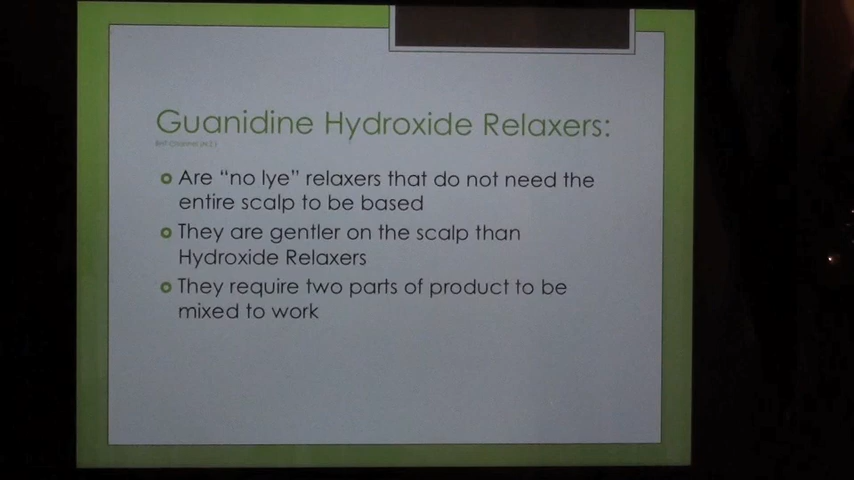 Guanidine Hydroxide Relaxers:
Are “no lye” relaxers that do not need the
entire scalp to be based
They are gentler on the scalp than
Hydroxide Relaxers
They require two parts of product to be
mixed to work